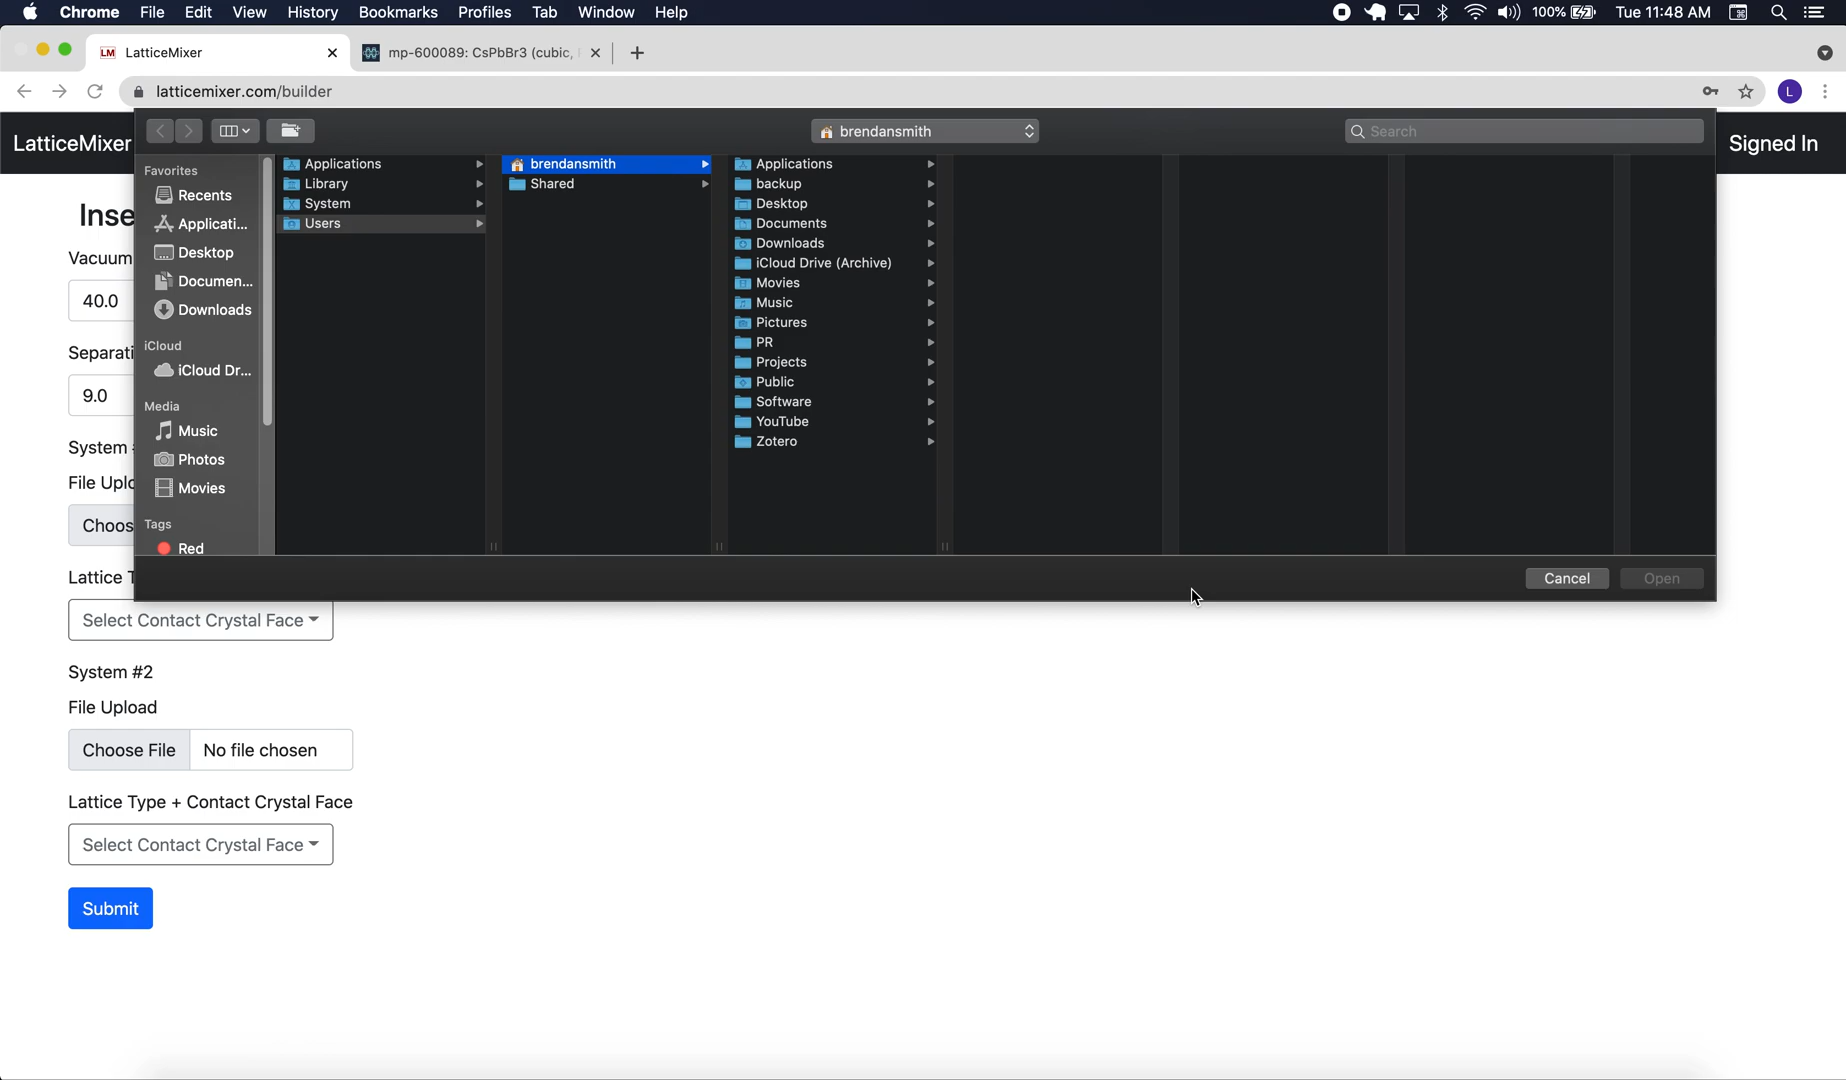 Chrome File Edit View History Bookmarks Profiles Tab Window Help 100% Tue 11:48 AM
LM LatticeMixer mp-600089: CsPbBr3 (cubic,
latticemixer.com/builder L
brendansmith Search
LatticeMixer Signed In
Favorites
Recents
Applicati...
Desktop
Documen...
Downloads
iCloud
iCloud Dr...
Media
Music
Photos
Movies
Tags
Red
Applications
Library
System
Users
brendansmith
Shared
Applications
backup
Desktop
Documents
Downloads
iCloud Drive (Archive)
Movies
Music
Pictures
PR
Projects
Public
Software
YouTube
Zotero
Cancel Open
Inse
Vacuum
40.0
Separati
9.0
System
File Uplo
Choos
Lattice T
Select Contact Crystal Face
System #2
File Upload
Choose File No file chosen
Lattice Type + Contact Crystal Face
Select Contact Crystal Face
Submit